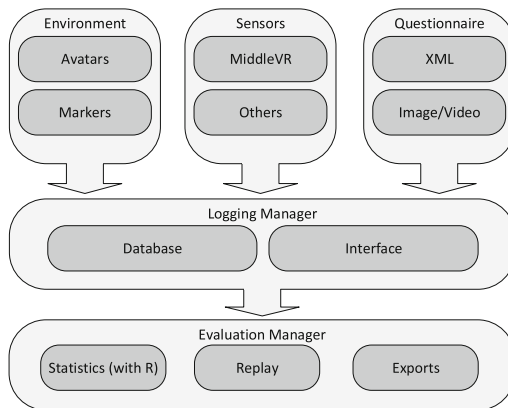 Environment
Sensors
Questionnaire
Avatars
MiddleVR
XML
Markers
Others
Image/Video
Logging Manager
Database
Interface
Evaluation Manager
Statistics (with R)
Replay
Exports